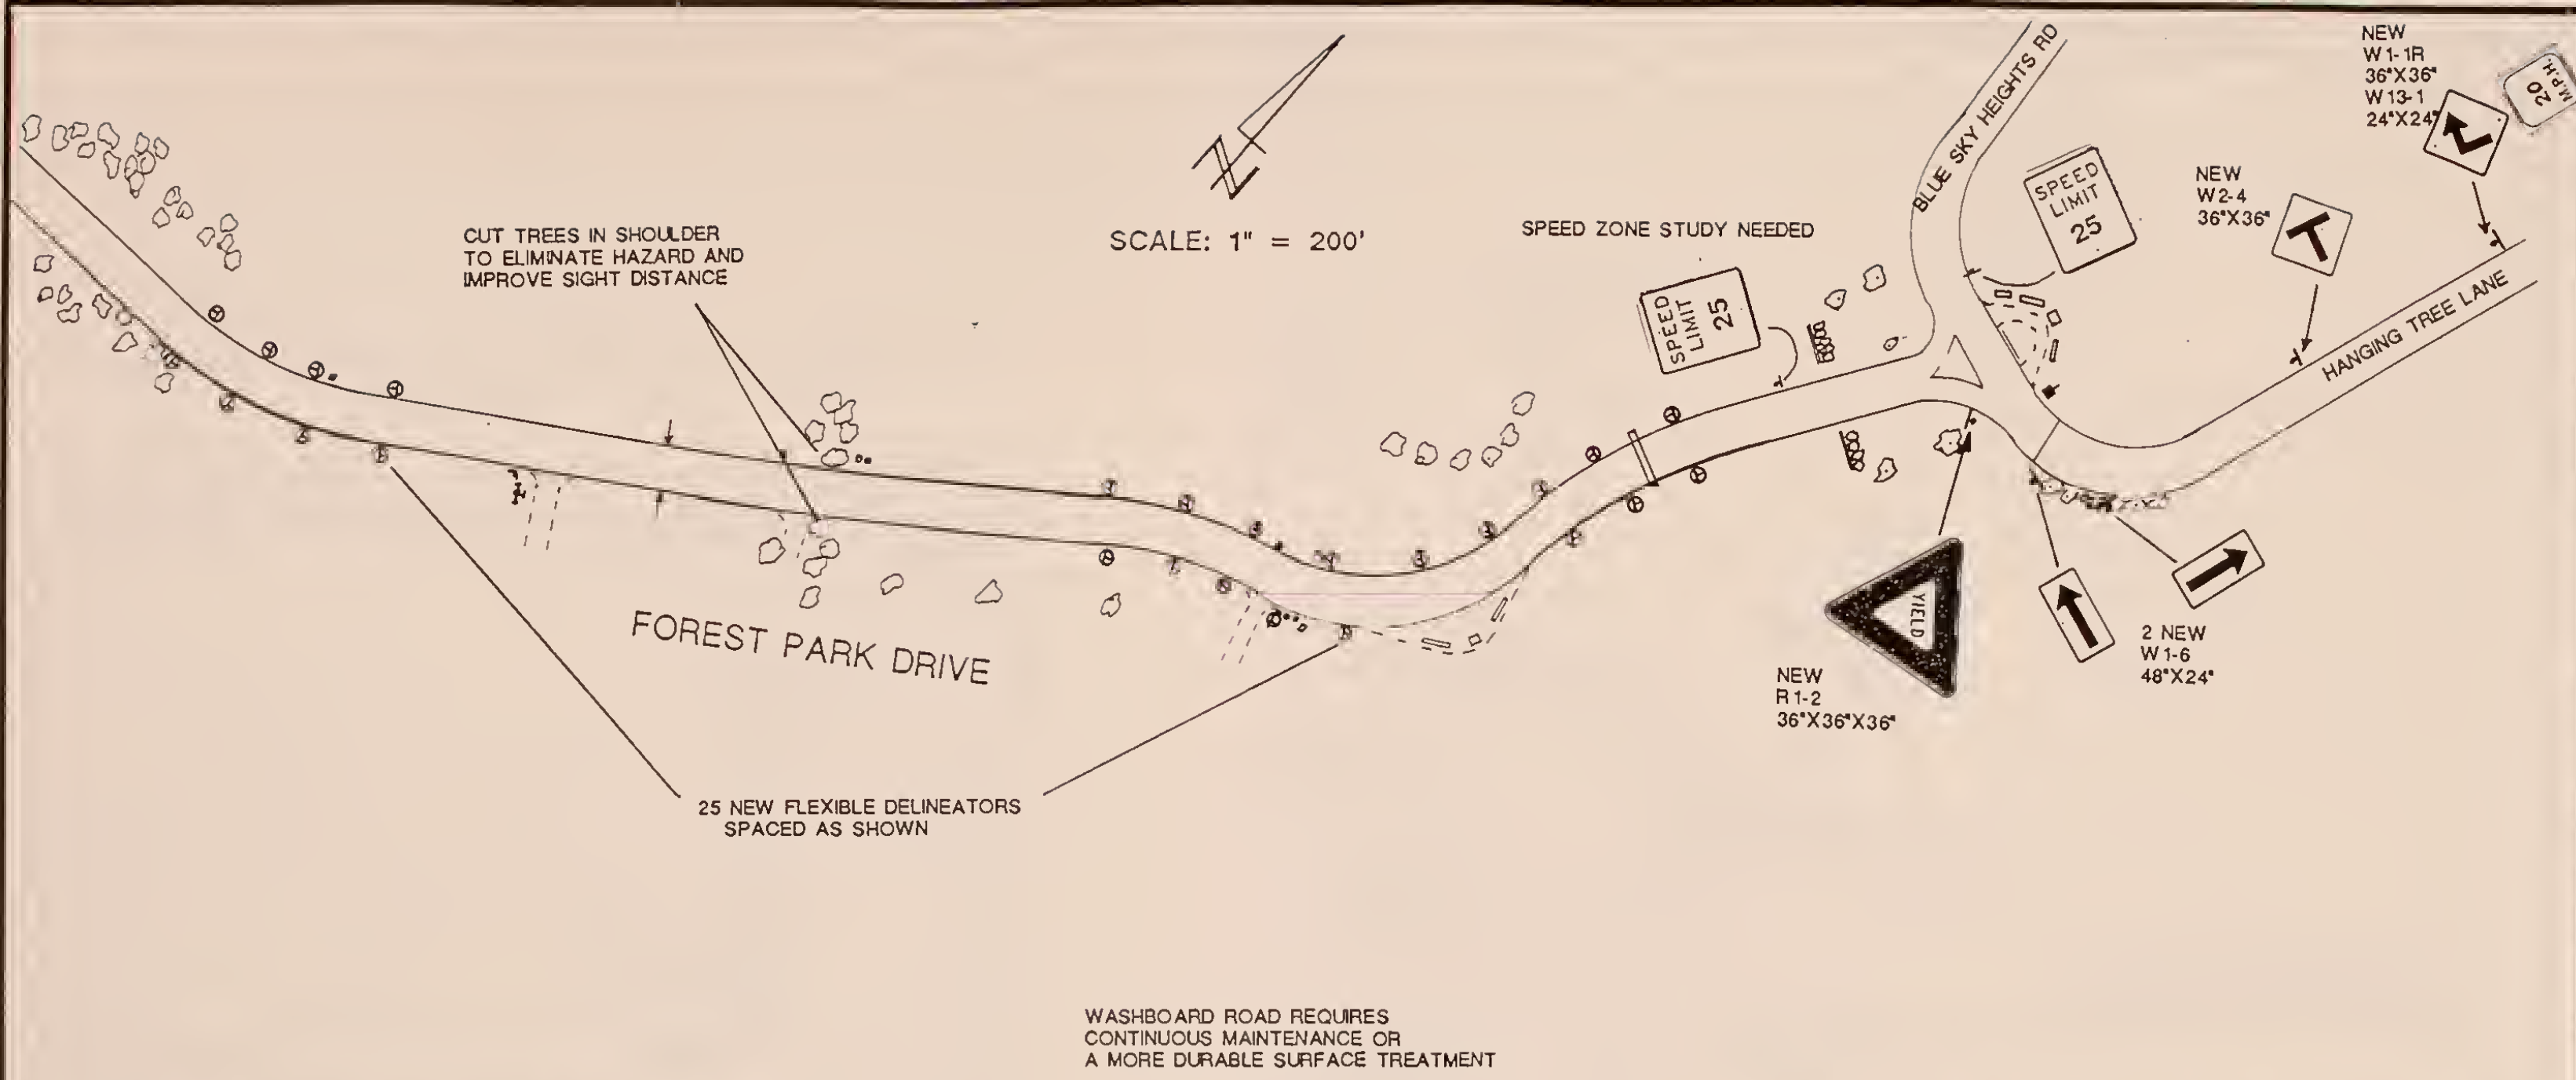 CUT TREES IN SHOULDER
TO ELIMINATE HAZARD AND
IMPROVE SIGHT DISTANCE
N
SCALE: 1" = 200'
SPEED ZONE STUDY NEEDED
SPEED
LIMIT
25
BLUE SKY HEIGHTS RD
SPEED
LIMIT
25
NEW
W2-4
36"X36"
NEW
W1-1R
36"X36"
W13-1
24"X24"
20
M.P.H.
HANGING TREE LANE
FOREST PARK DRIVE
YIELD
NEW
R1-2
36"X36"X36"
2 NEW
W1-6
48"X24"
25 NEW FLEXIBLE DELINEATORS
SPACED AS SHOWN
WASHBOARD ROAD REQUIRES
CONTINUOUS MAINTENANCE OR
A MORE DURABLE SURFACE TREATMENT